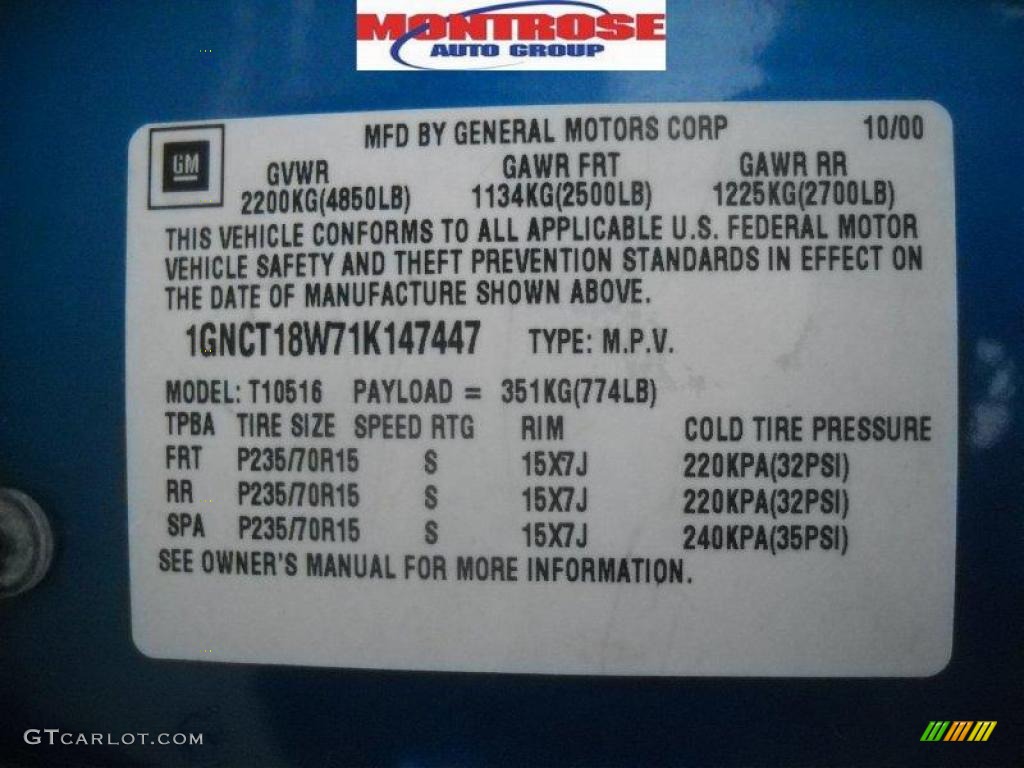 MONTROSE
AUTO GROUP
GM
MFD BY GENERAL MOTORS CORP 10/00
GVWR GAWR FRT GAWR RR
2200KG(4850LB) 1134KG(2500LB) 1225KG(2700LB)
THIS VEHICLE CONFORMS TO ALL APPLICABLE U.S. FEDERAL MOTOR
VEHICLE SAFETY AND THEFT PREVENTION STANDARDS IN EFFECT ON
THE DATE OF MANUFACTURE SHOWN ABOVE.
1GNCT18W71K147447 TYPE: M.P.V.
MODEL: T10516 PAYLOAD = 351KG(774LB)
TPBA TIRE SIZE SPEED RTG RIM COLD TIRE PRESSURE
FRT P235/70R15 S 15X7J 220KPA(32PSI)
RR P235/70R15 S 15X7J 220KPA(32PSI)
SPA P235/70R15 S 15X7J 240KPA(35PSI)
SEE OWNER'S MANUAL FOR MORE INFORMATION.
GTCARLOT.COM